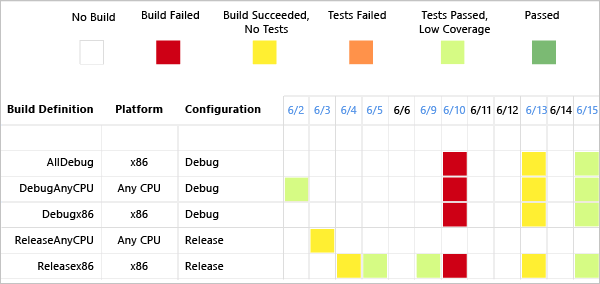 No Build Build Failed Build Succeeded, No Tests Tests Failed Tests Passed, Low Coverage Passed
Build Definition Platform Configuration 6/2 6/3 6/4 6/5 6/6 6/9 6/10 6/11 6/12 6/13 6/14 6/15
AllDebug x86 Debug
DebugAnyCPU Any CPU Debug
Debugx86 x86 Debug
ReleaseAnyCPU Any CPU Release
Releasex86 x86 Release